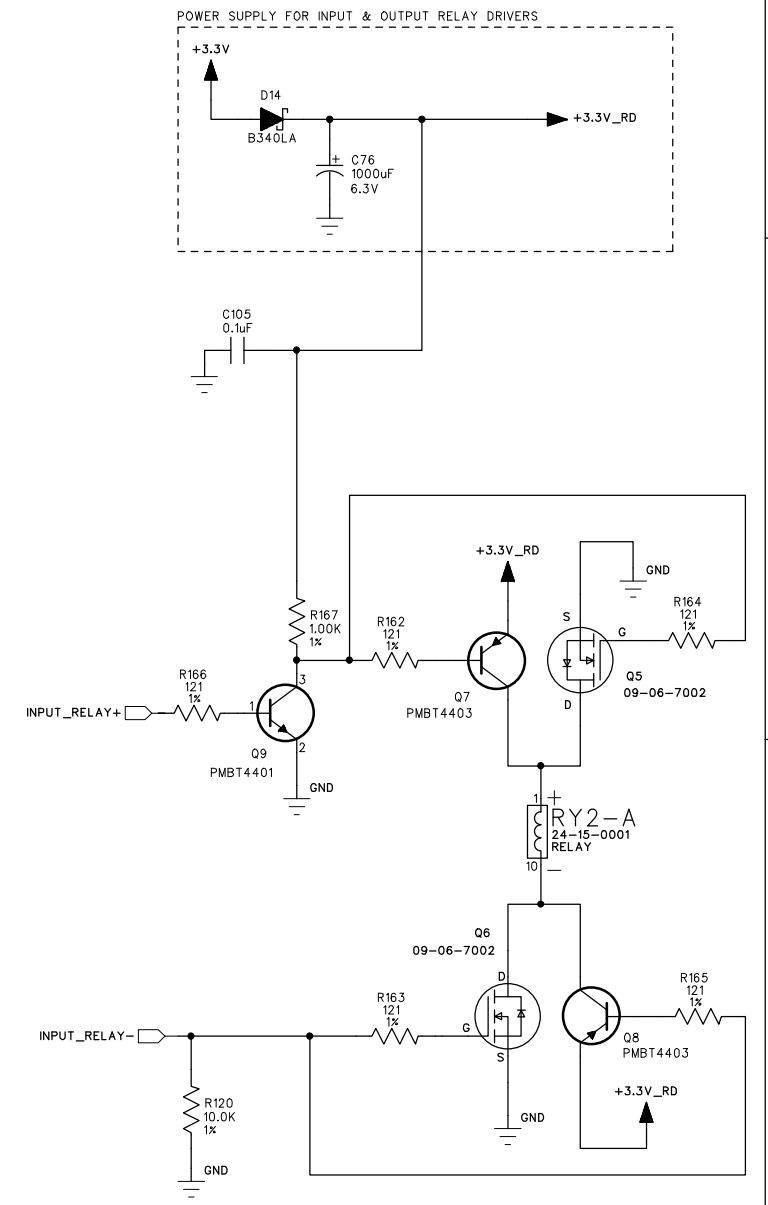 POWER SUPPLY FOR INPUT & OUTPUT RELAY DRIVERS
+3.3V
D14
B340LA
+3.3V_RD
+
C76
1000uF
6.3V
C105
0.1uF
+3.3V_RD
GND
R167
1.00K
1%
R162
121
1%
S
G
R164
121
1%
Q5
09-06-7002
D
Q7
PMBT4403
R166
121
1%
INPUT_RELAY+
1
3
2
Q9
PMBT4401
GND
1
+
RY2-A
24-15-0001
RELAY
10
-
Q6
09-06-7002
D
G
S
R163
121
1%
R165
121
1%
Q8
PMBT4403
INPUT_RELAY-
+3.3V_RD
R120
10.0K
1%
GND
GND